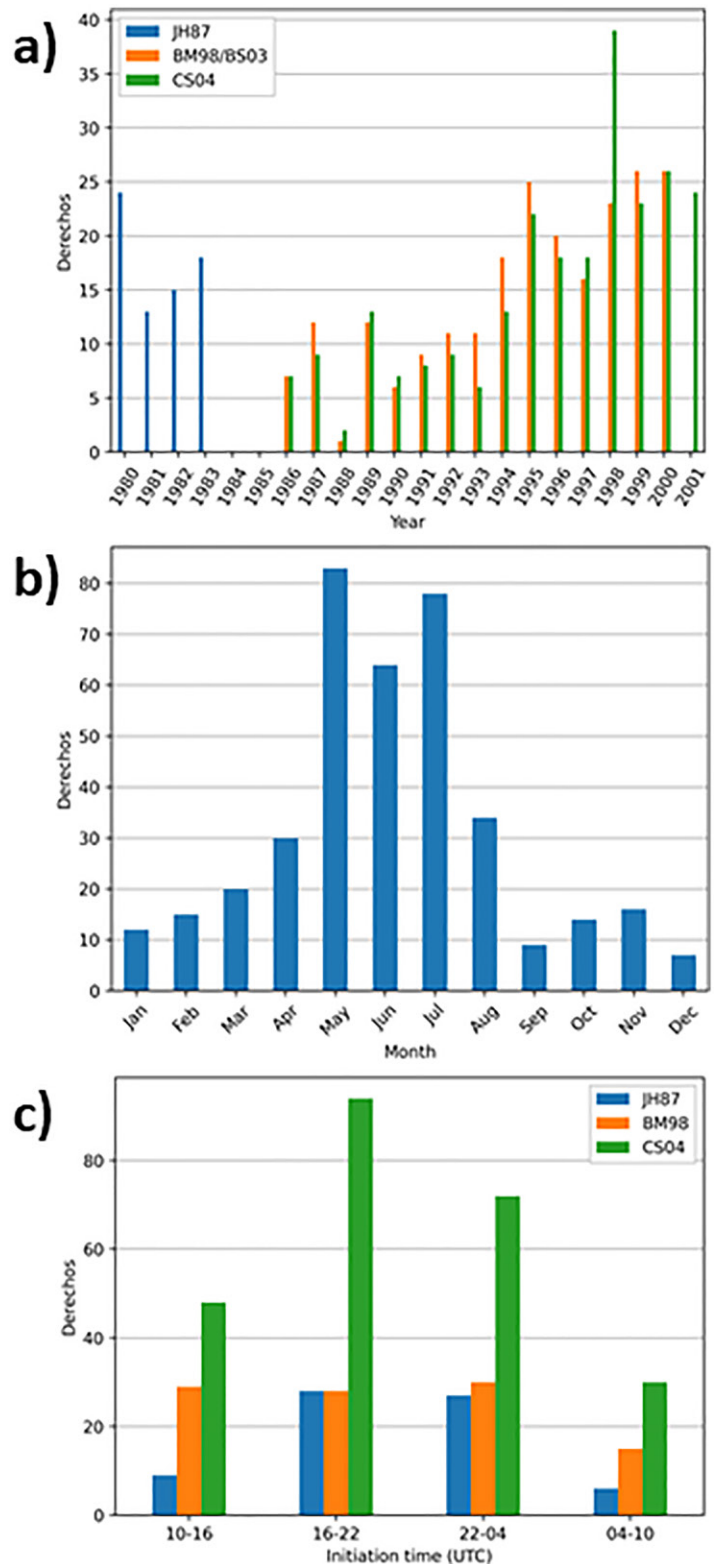 a)
JH87
BM98/BS03
CS04
Derechos
40
35
30
25
20
15
10
5
0
1980 1981 1982 1983 1984 1985 1986 1987 1988 1989 1990 1991 1992 1993 1994 1995 1996 1997 1998 1999 2000 2001
Year
b)
Derechos
80
70
60
50
40
30
20
10
0
Jan Feb Mar Apr May Jun Jul Aug Sep Oct Nov Dec
Month
c)
JH87
BM98
CS04
Derechos
80
60
40
20
0
10-16 16-22 22-04 04-10
Initiation time (UTC)